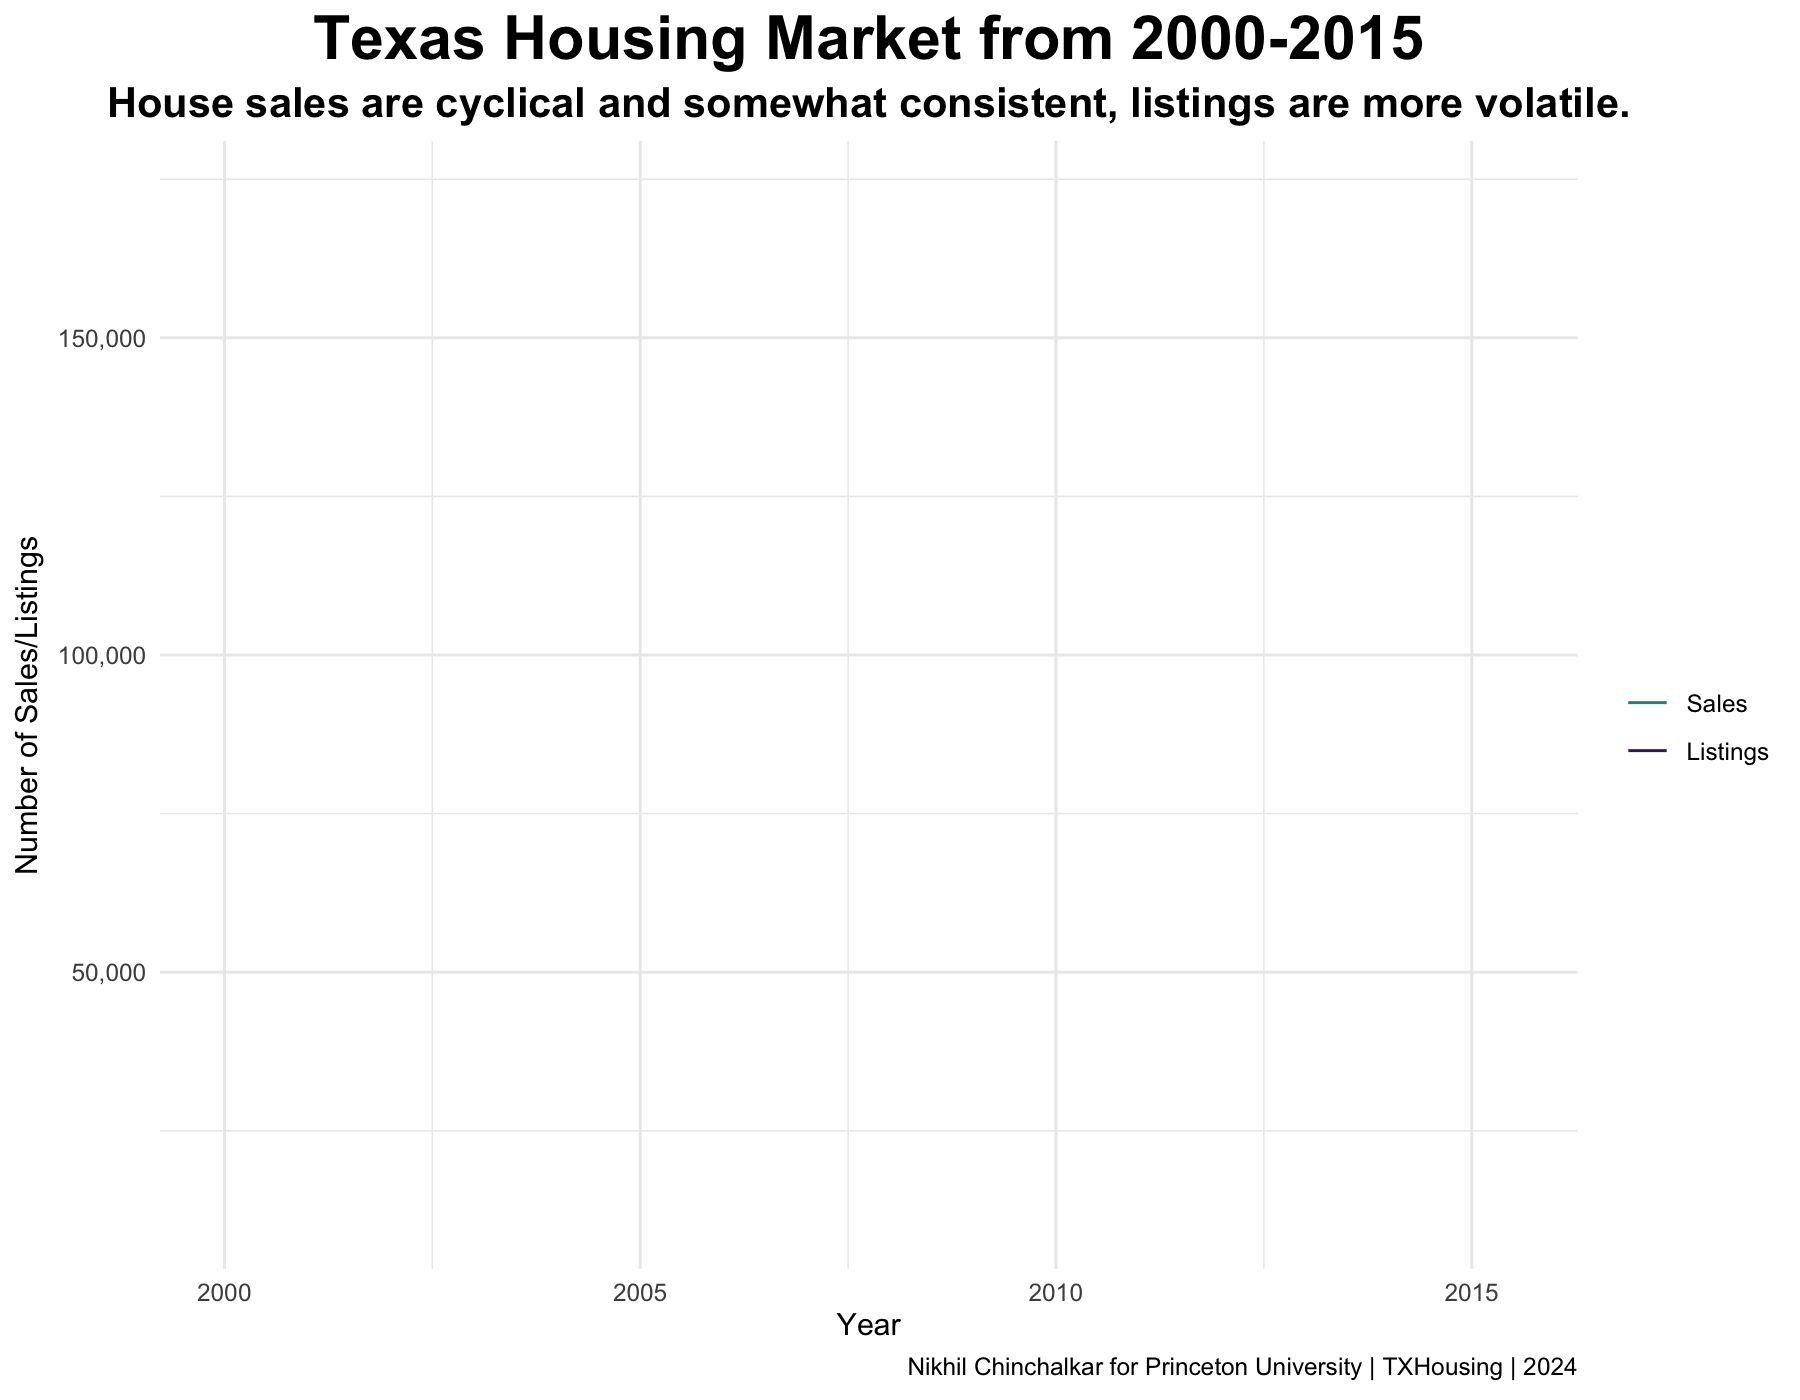 Texas Housing Market from 2000-2015
House sales are cyclical and somewhat consistent, listings are more volatile.
Number of Sales/Listings
150,000
100,000
50,000
2000
2005
2010
2015
Year
Sales
Listings
Nikhil Chinchalkar for Princeton University | TXHousing | 2024